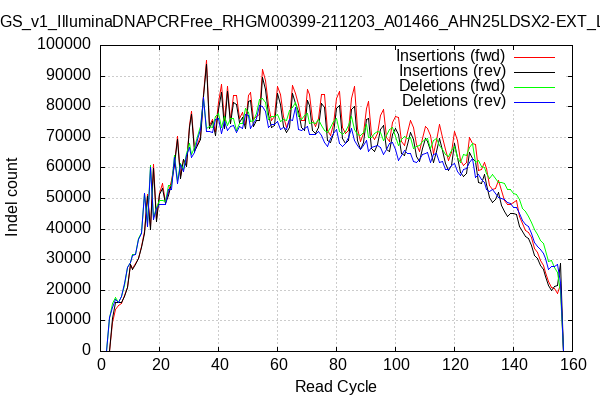 GS_v1_IlluminaDNAPCRFree_RHGM00399-211203_A01466_AHN25LDSX2-EXT_L
Insertions (fwd)
Insertions (rev)
Deletions (fwd)
Deletions (rev)
Indel count
100000
90000
80000
70000
60000
50000
40000
30000
20000
10000
0
0 20 40 60 80 100 120 140 160
Read Cycle